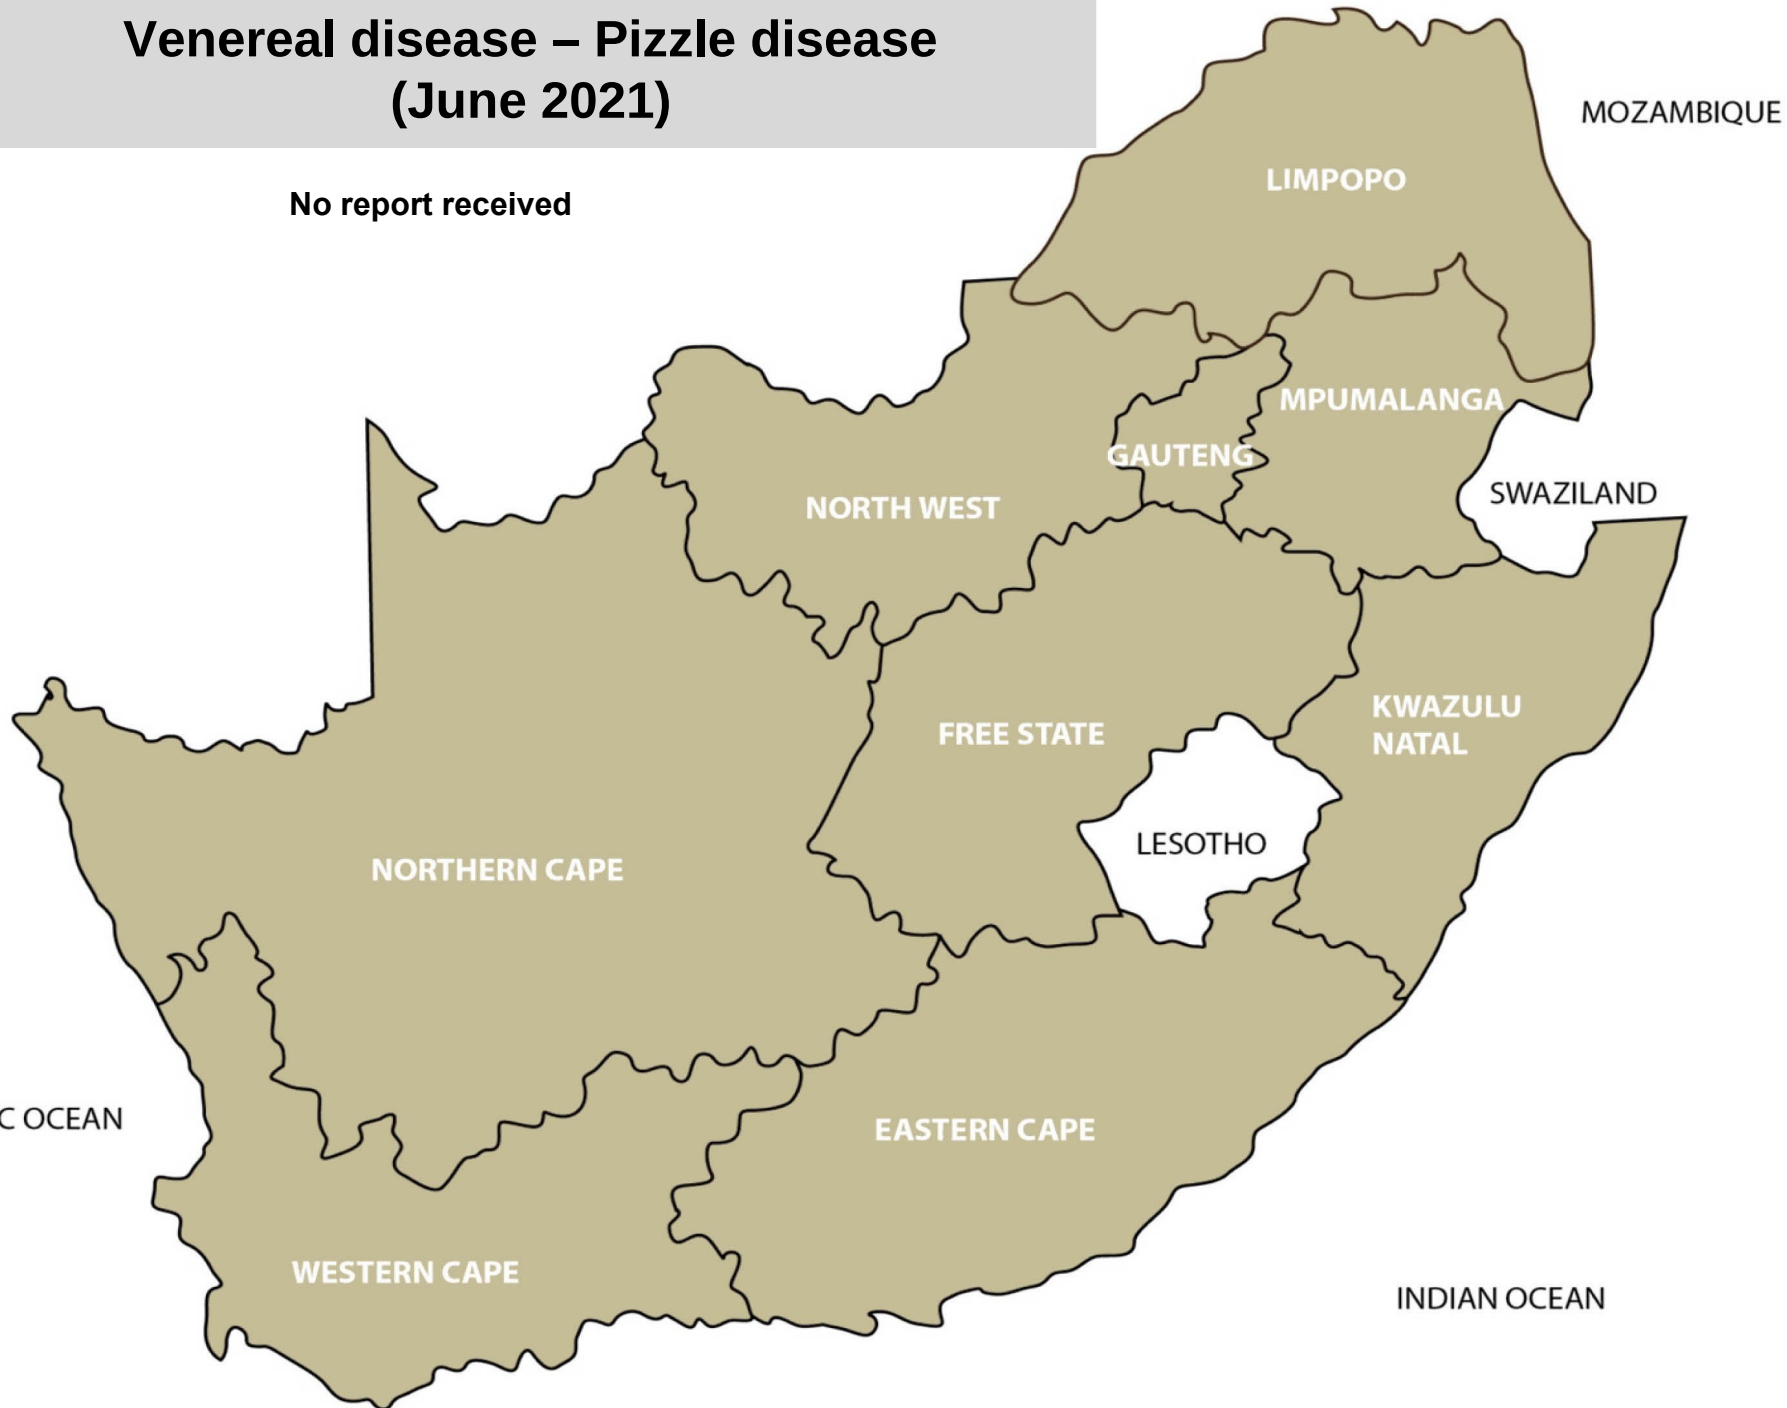 Venereal disease – Pizzle disease
(June 2021)
No report received
MOZAMBIQUE
LIMPOPO
MPUMALANGA
GAUTENG
SWAZILAND
NORTH WEST
KWAZULU
NATAL
FREE STATE
LESOTHO
NORTHERN CAPE
C OCEAN
EASTERN CAPE
WESTERN CAPE
INDIAN OCEAN